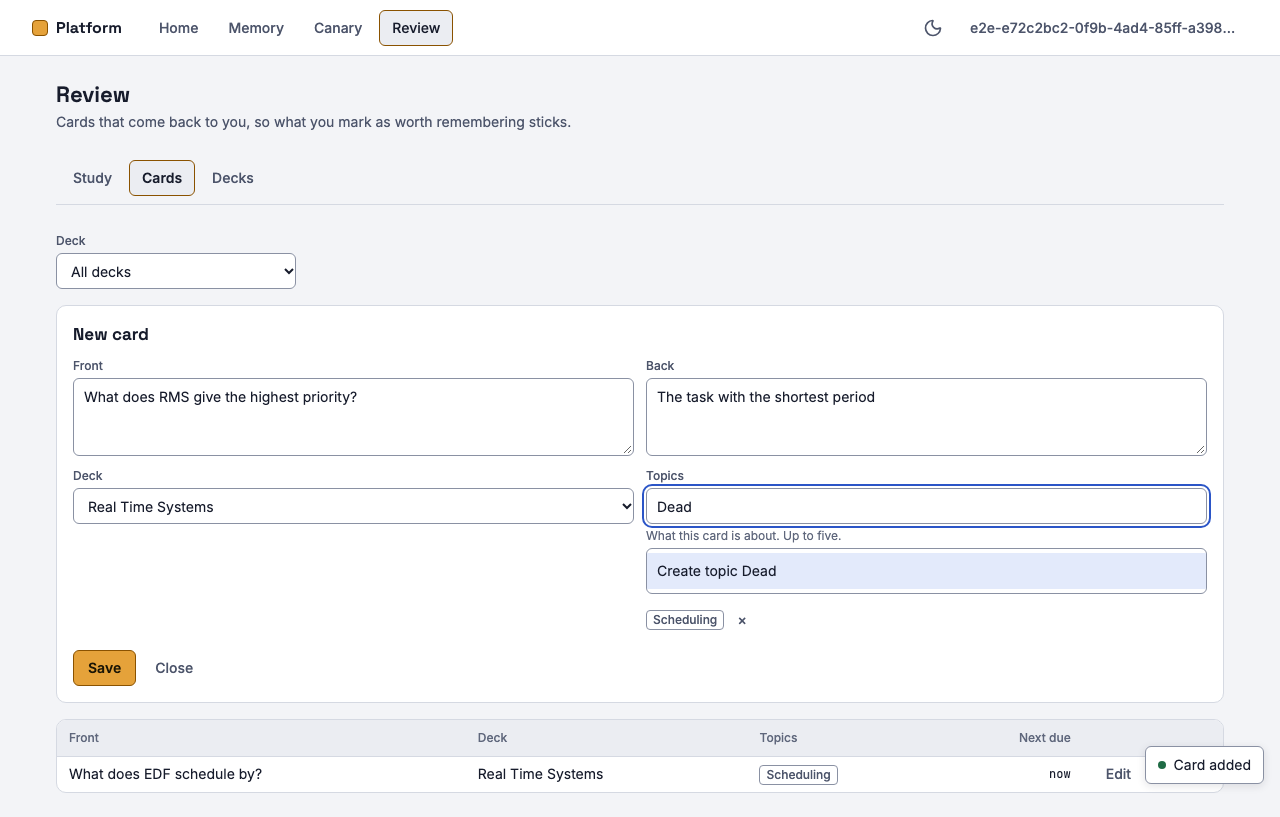 Platform Home Memory Canary Review e2e-e72c2bc2-0f9b-4ad4-85ff-a398...
Review
Cards that come back to you, so what you mark as worth remembering sticks.
Study Cards Decks
Deck
All decks
New card
Front Back
What does RMS give the highest priority? The task with the shortest period
Deck Topics
Real Time Systems Dead
What this card is about. Up to five.
Create topic Dead
Scheduling ×
Save Close
Front Deck Topics Next due
What does EDF schedule by? Real Time Systems Scheduling now Edit
Card added